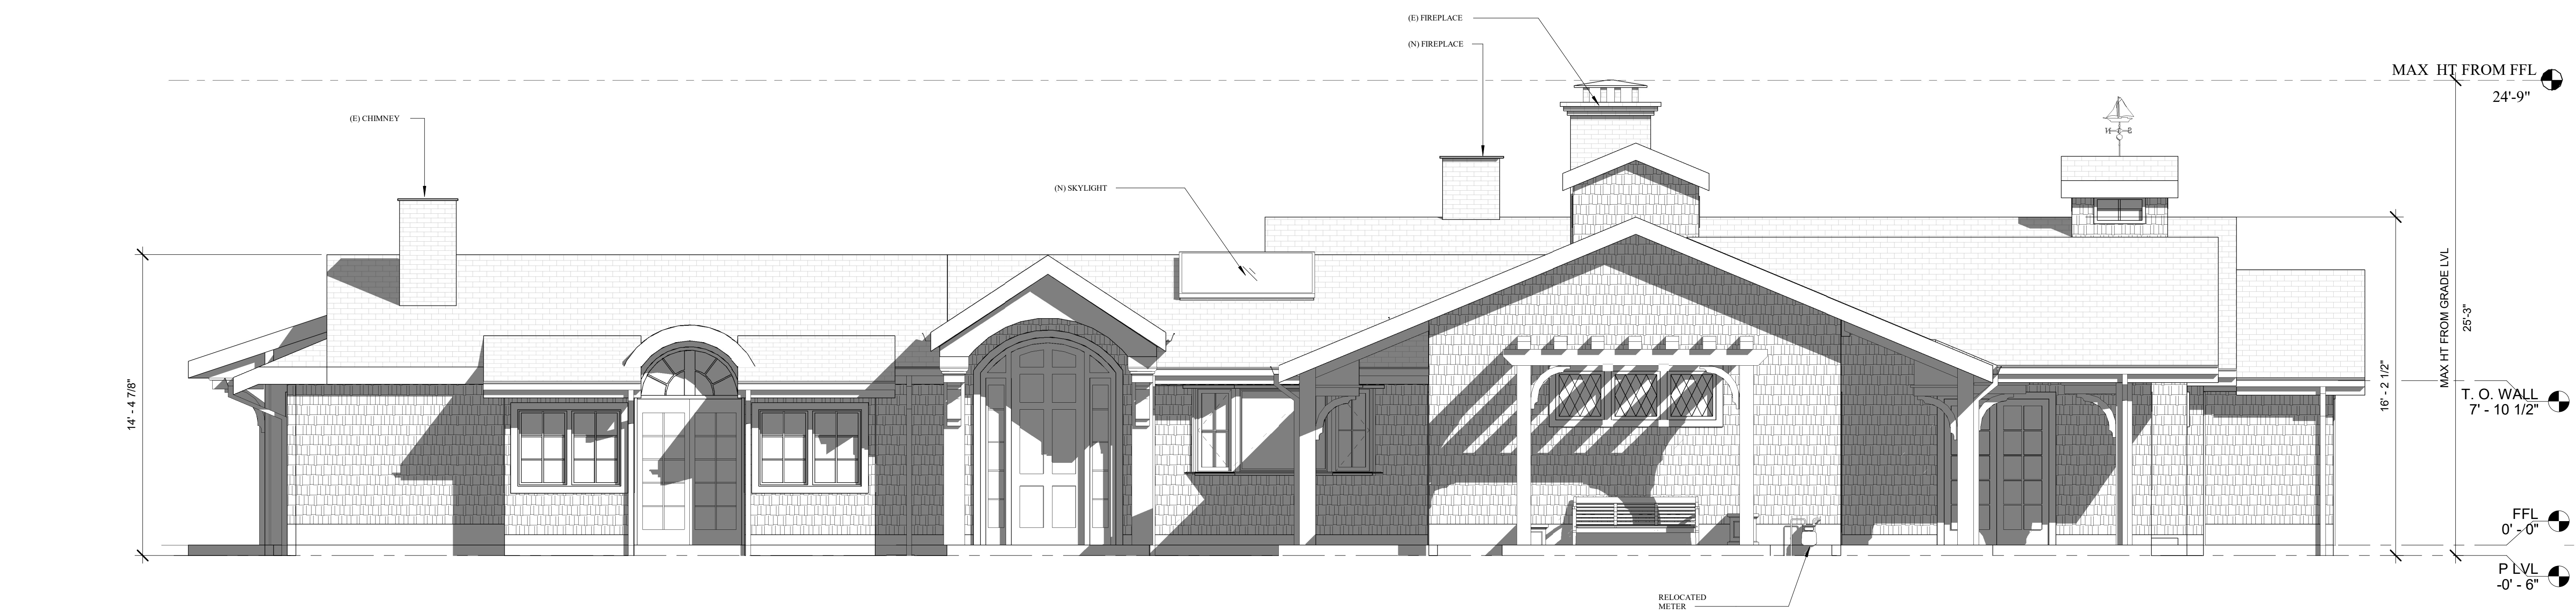 (E) FIREPLACE
(N) FIREPLACE
MAX HT FROM FFL
24'-9"
(E) CHIMNEY
N S
(N) SKYLIGHT
14' - 4 7/8"
16' - 2 1/2"
MAX HT FROM GRADE LVL
25'-3"
T. O. WALL
7' - 10 1/2"
FFL
0' - 0"
P LVL
-0' - 6"
RELOCATED
METER